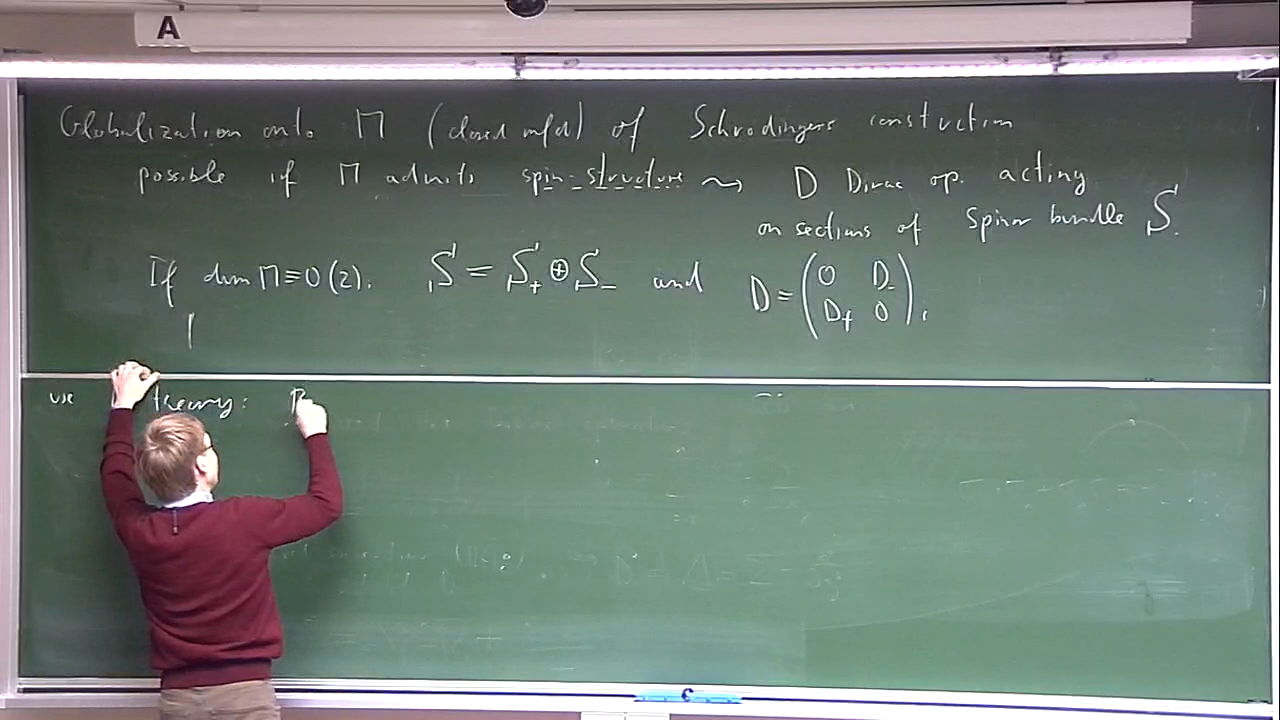 A
Globalization onto M (closed mfd) of Schrodingers construction
possible if M admits spin-structure ⇝ D Dirac op. acting
on sections of Spinor bundle S.
If dim M ≡ 0 (2). S = S₊ ⊕ S₋ and D = (0 D₋ D₊ 0).
use theory: